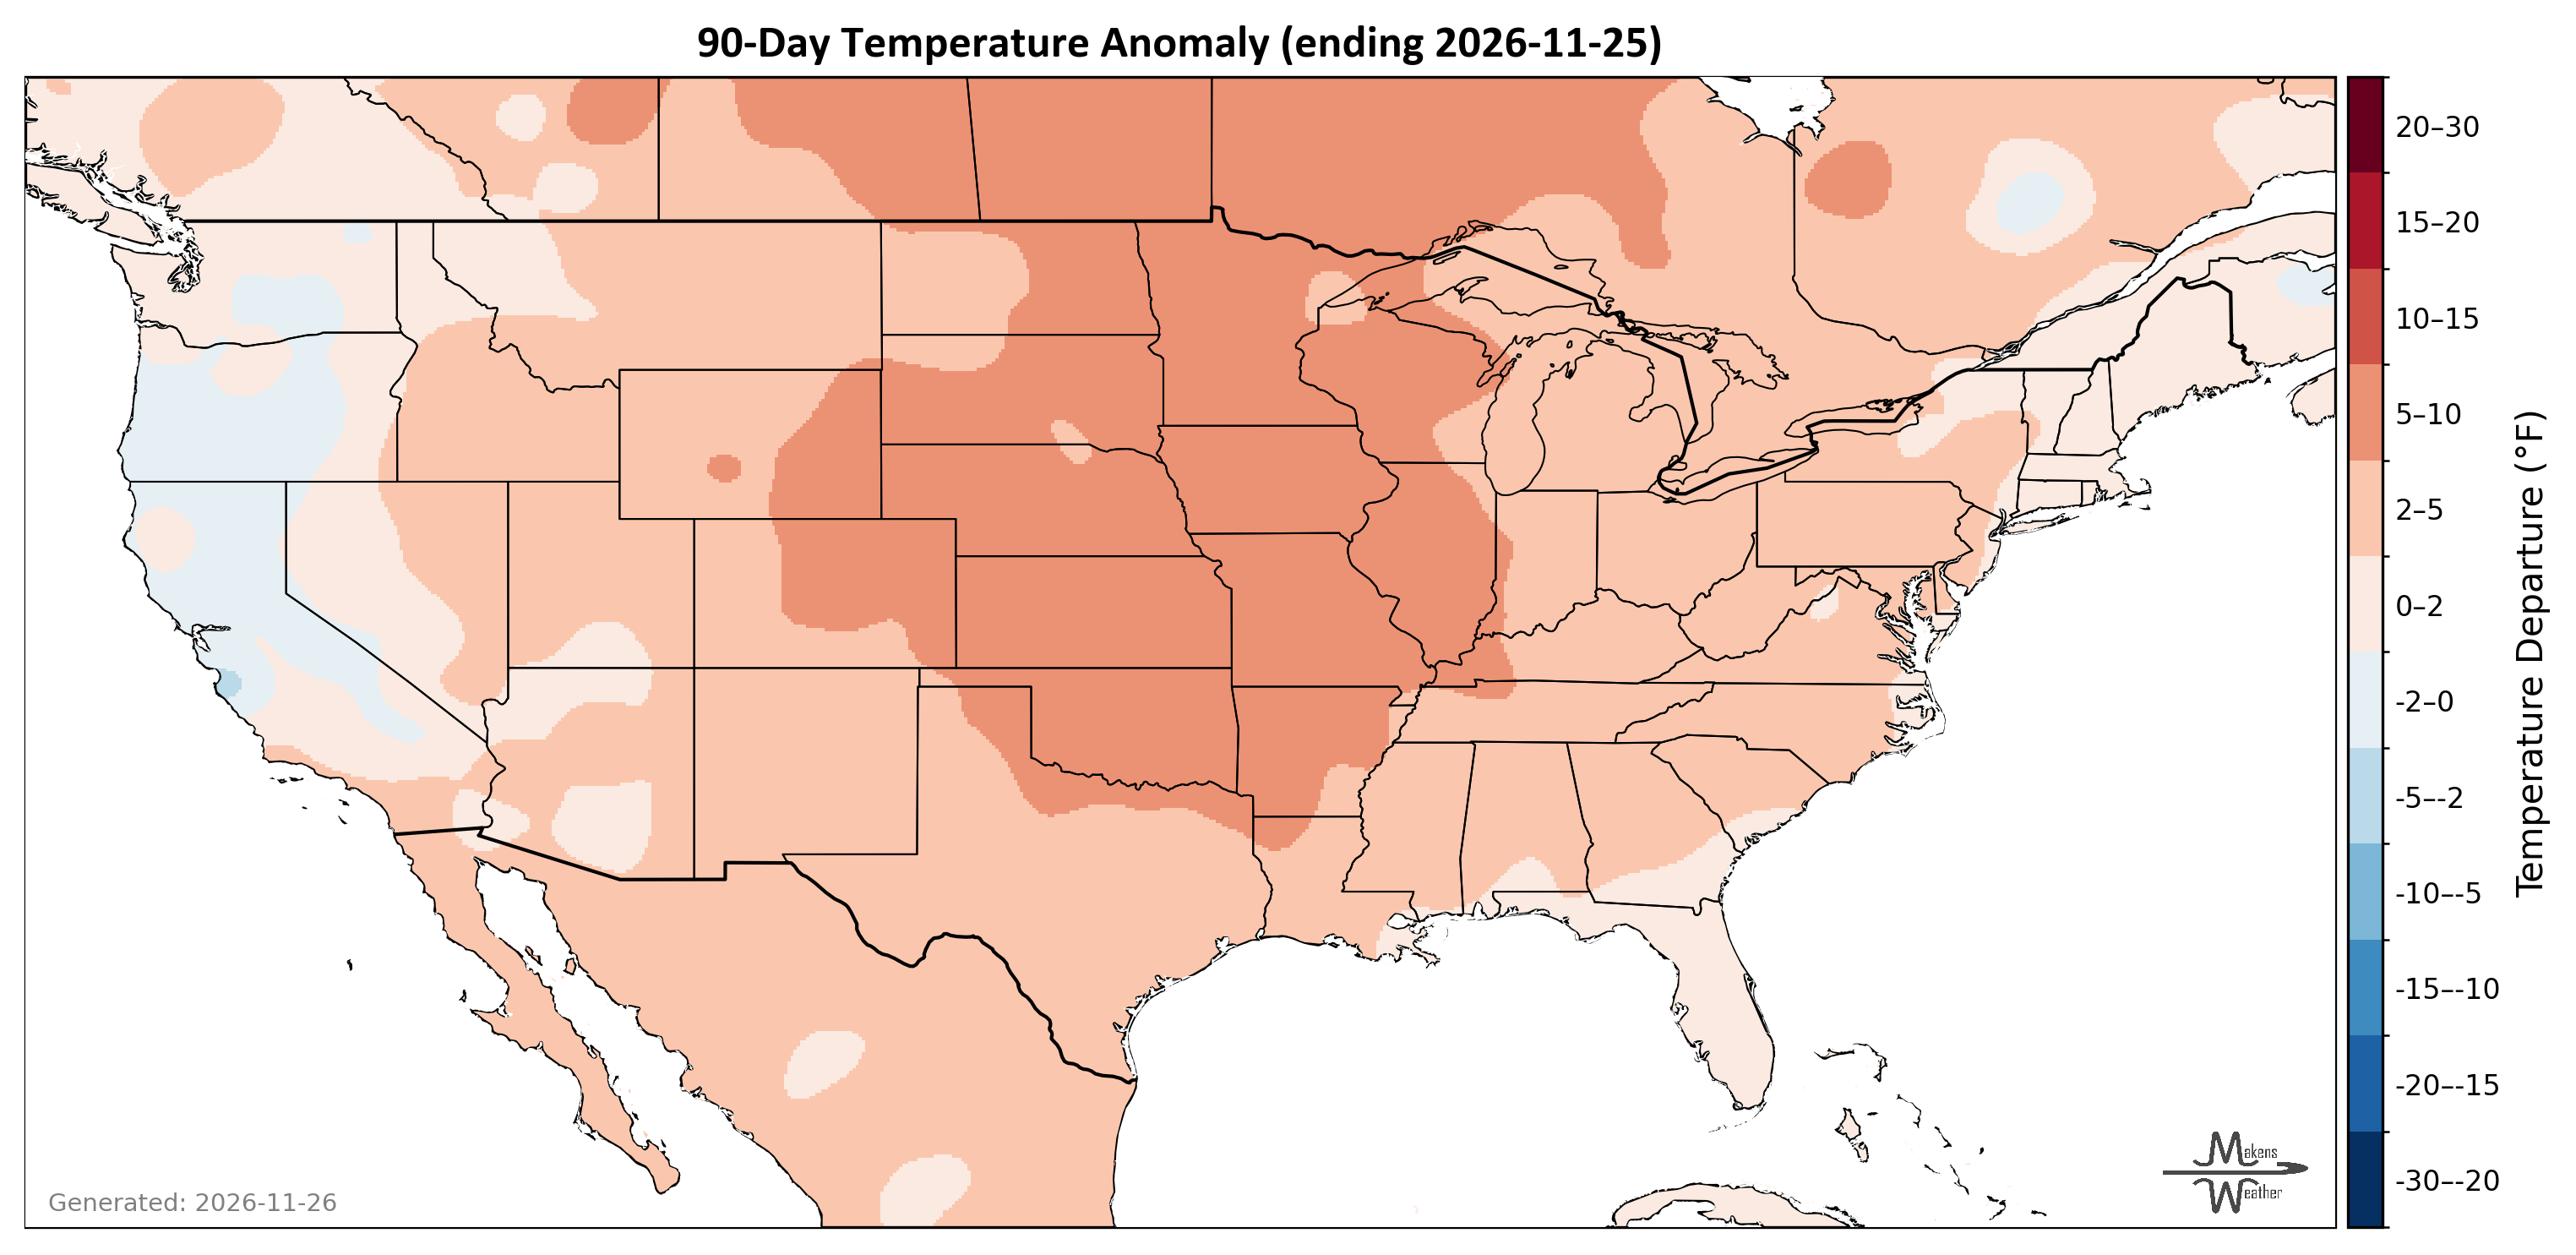 90-Day Temperature Anomaly (ending 2026-11-25)
20–30
15–20
10–15
5–10
2–5
0–2
-2–0
-5–-2
-10–-5
-15–-10
-20–-15
-30–-20
Temperature Departure (°F)
Generated: 2026-11-26
Makens
Weather